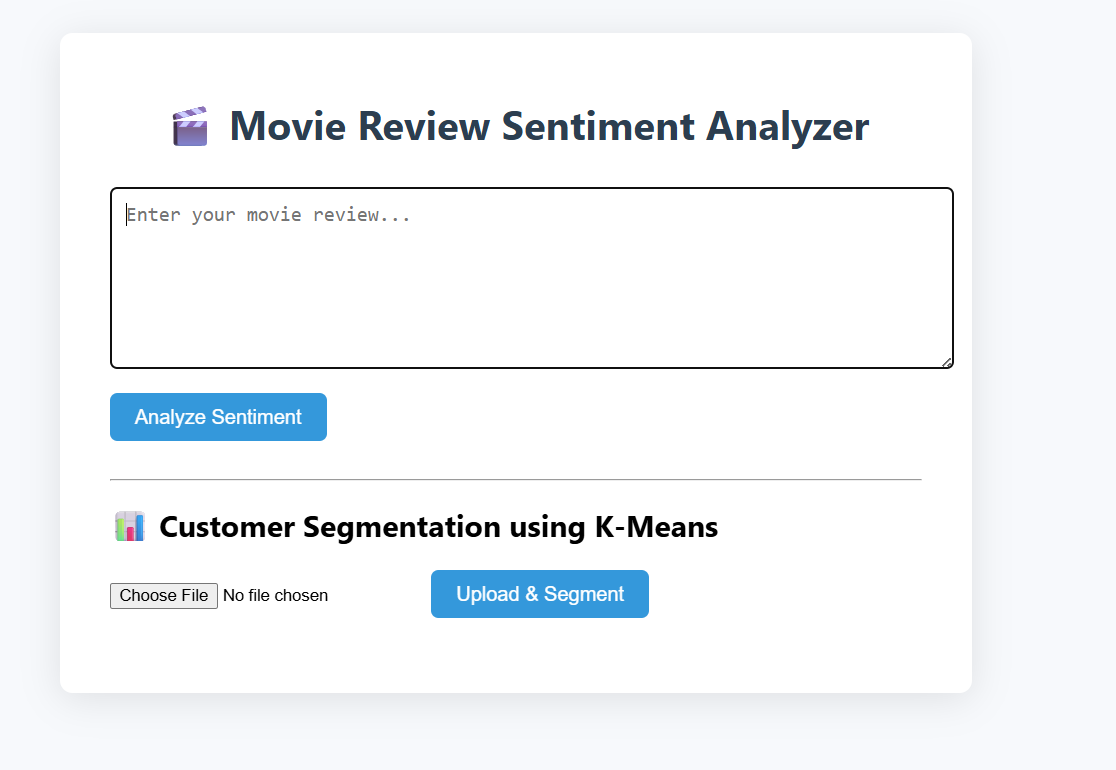 Movie Review Sentiment Analyzer
Enter your movie review...
Analyze Sentiment
Customer Segmentation using K-Means
Choose File No file chosen
Upload & Segment